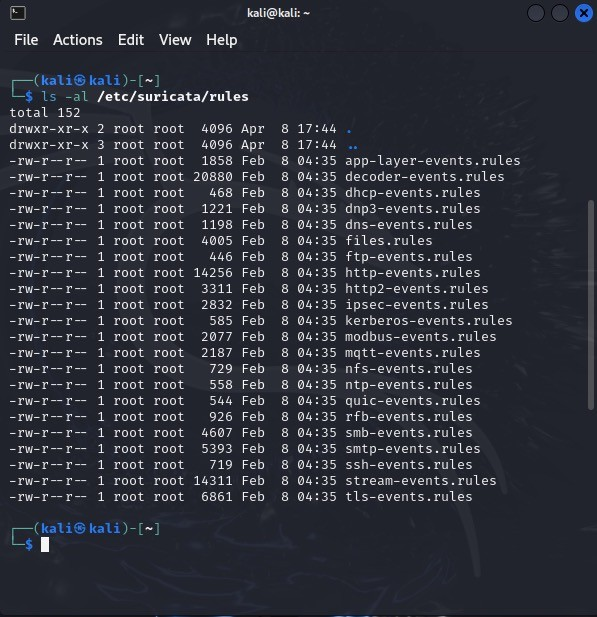 kali@kali: ~
File Actions Edit View Help
┌──(kali㉿kali)-[~]
└─$ ls -al /etc/suricata/rules
total 152
drwxr-xr-x 2 root root  4096 Apr  8 17:44 .
drwxr-xr-x 3 root root  4096 Apr  8 17:44 ..
-rw-r--r-- 1 root root  1858 Feb  8 04:35 app-layer-events.rules
-rw-r--r-- 1 root root 20880 Feb  8 04:35 decoder-events.rules
-rw-r--r-- 1 root root   468 Feb  8 04:35 dhcp-events.rules
-rw-r--r-- 1 root root  1221 Feb  8 04:35 dnp3-events.rules
-rw-r--r-- 1 root root  1198 Feb  8 04:35 dns-events.rules
-rw-r--r-- 1 root root  4005 Feb  8 04:35 files.rules
-rw-r--r-- 1 root root   446 Feb  8 04:35 ftp-events.rules
-rw-r--r-- 1 root root 14256 Feb  8 04:35 http-events.rules
-rw-r--r-- 1 root root  3311 Feb  8 04:35 http2-events.rules
-rw-r--r-- 1 root root  2832 Feb  8 04:35 ipsec-events.rules
-rw-r--r-- 1 root root   585 Feb  8 04:35 kerberos-events.rules
-rw-r--r-- 1 root root  2077 Feb  8 04:35 modbus-events.rules
-rw-r--r-- 1 root root  2187 Feb  8 04:35 mqtt-events.rules
-rw-r--r-- 1 root root   729 Feb  8 04:35 nfs-events.rules
-rw-r--r-- 1 root root   558 Feb  8 04:35 ntp-events.rules
-rw-r--r-- 1 root root   544 Feb  8 04:35 quic-events.rules
-rw-r--r-- 1 root root   926 Feb  8 04:35 rfb-events.rules
-rw-r--r-- 1 root root  4607 Feb  8 04:35 smb-events.rules
-rw-r--r-- 1 root root  5393 Feb  8 04:35 smtp-events.rules
-rw-r--r-- 1 root root   719 Feb  8 04:35 ssh-events.rules
-rw-r--r-- 1 root root 14311 Feb  8 04:35 stream-events.rules
-rw-r--r-- 1 root root  6861 Feb  8 04:35 tls-events.rules
┌──(kali㉿kali)-[~]
└─$